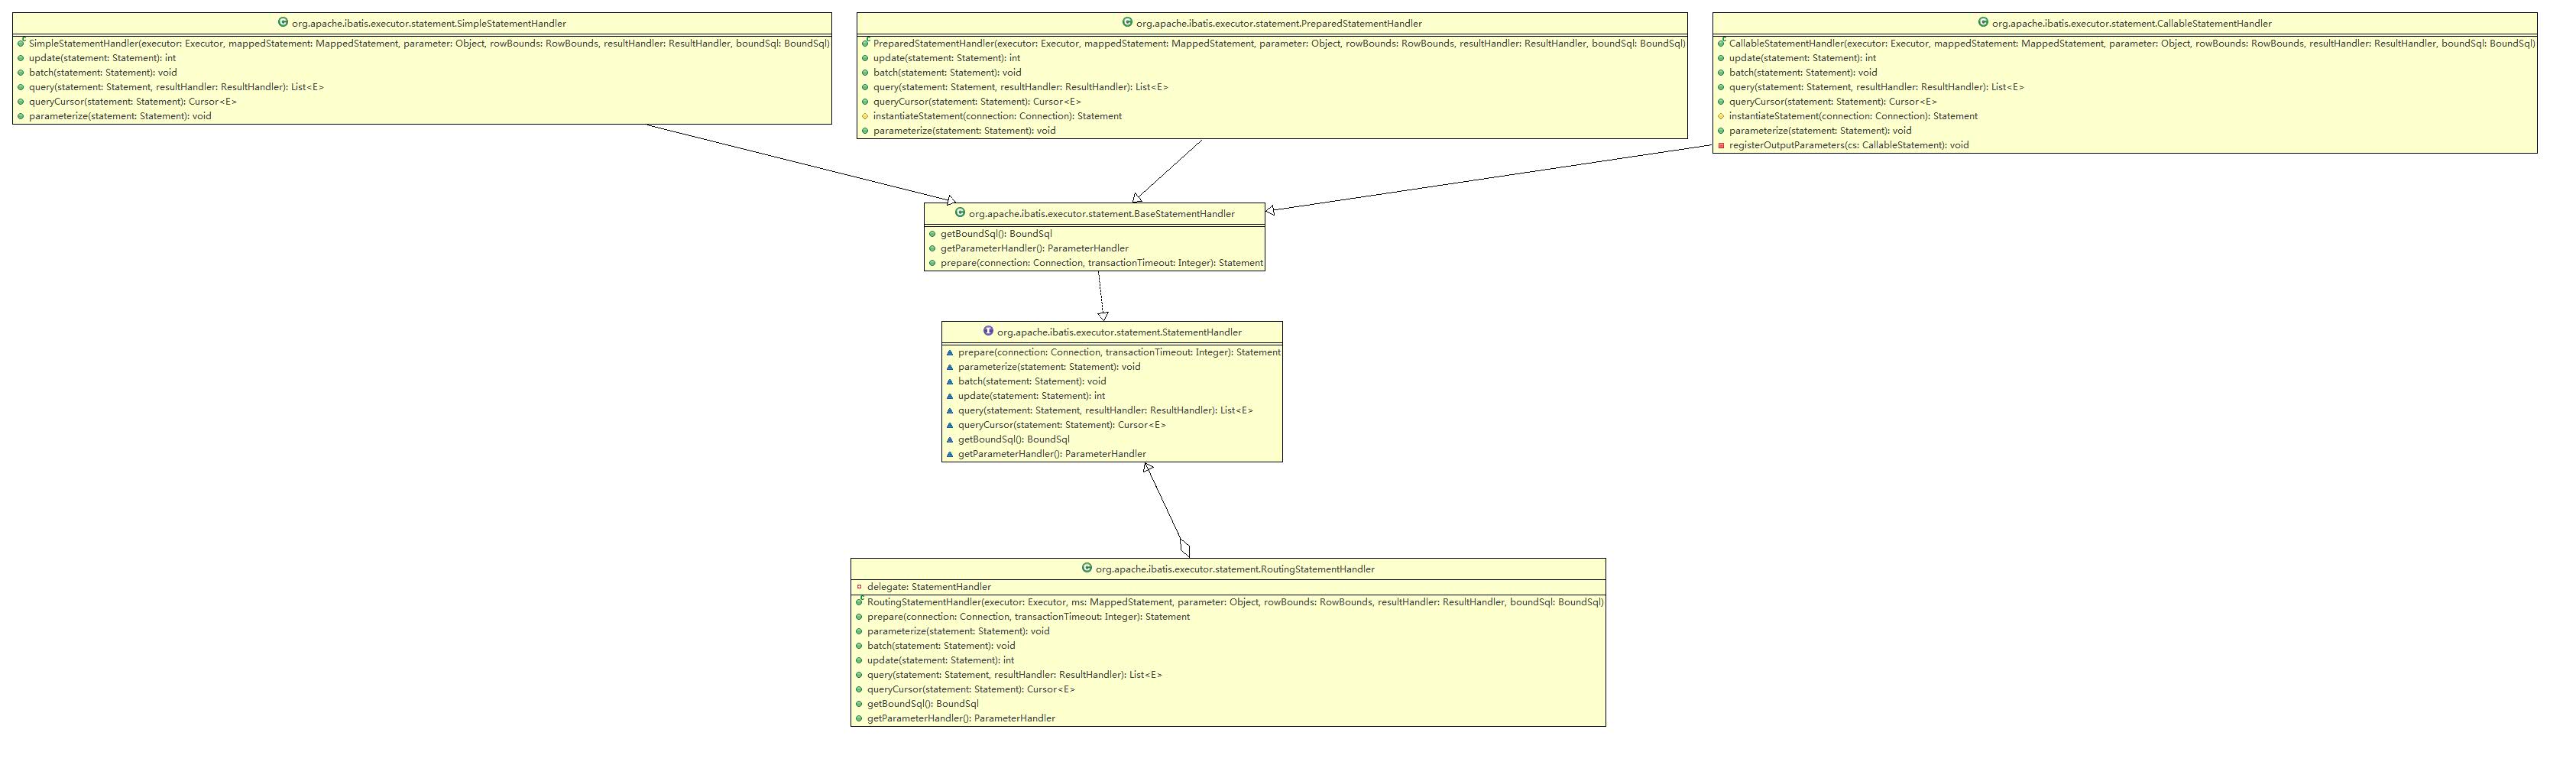 org.apache.ibatis.executor.statement.SimpleStatementHandler
SimpleStatementHandler(executor: Executor, mappedStatement: MappedStatement, parameter: Object, rowBounds: RowBounds, resultHandler: ResultHandler, boundSql: BoundSql)
update(statement: Statement): int
batch(statement: Statement): void
query(statement: Statement, resultHandler: ResultHandler): List<E>
queryCursor(statement: Statement): Cursor<E>
parameterize(statement: Statement): void
org.apache.ibatis.executor.statement.PreparedStatementHandler
PreparedStatementHandler(executor: Executor, mappedStatement: MappedStatement, parameter: Object, rowBounds: RowBounds, resultHandler: ResultHandler, boundSql: BoundSql)
update(statement: Statement): int
batch(statement: Statement): void
query(statement: Statement, resultHandler: ResultHandler): List<E>
queryCursor(statement: Statement): Cursor<E>
instantiateStatement(connection: Connection): Statement
parameterize(statement: Statement): void
org.apache.ibatis.executor.statement.CallableStatementHandler
CallableStatementHandler(executor: Executor, mappedStatement: MappedStatement, parameter: Object, rowBounds: RowBounds, resultHandler: ResultHandler, boundSql: BoundSql)
update(statement: Statement): int
batch(statement: Statement): void
query(statement: Statement, resultHandler: ResultHandler): List<E>
queryCursor(statement: Statement): Cursor<E>
instantiateStatement(connection: Connection): Statement
parameterize(statement: Statement): void
registerOutputParameters(cs: CallableStatement): void
org.apache.ibatis.executor.statement.BaseStatementHandler
getBoundSql(): BoundSql
getParameterHandler(): ParameterHandler
prepare(connection: Connection, transactionTimeout: Integer): Statement
org.apache.ibatis.executor.statement.StatementHandler
prepare(connection: Connection, transactionTimeout: Integer): Statement
parameterize(statement: Statement): void
batch(statement: Statement): void
update(statement: Statement): int
query(statement: Statement, resultHandler: ResultHandler): List<E>
queryCursor(statement: Statement): Cursor<E>
getBoundSql(): BoundSql
getParameterHandler(): ParameterHandler
org.apache.ibatis.executor.statement.RoutingStatementHandler
delegate: StatementHandler
RoutingStatementHandler(executor: Executor, ms: MappedStatement, parameter: Object, rowBounds: RowBounds, resultHandler: ResultHandler, boundSql: BoundSql)
prepare(connection: Connection, transactionTimeout: Integer): Statement
parameterize(statement: Statement): void
batch(statement: Statement): void
update(statement: Statement): int
query(statement: Statement, resultHandler: ResultHandler): List<E>
queryCursor(statement: Statement): Cursor<E>
getBoundSql(): BoundSql
getParameterHandler(): ParameterHandler